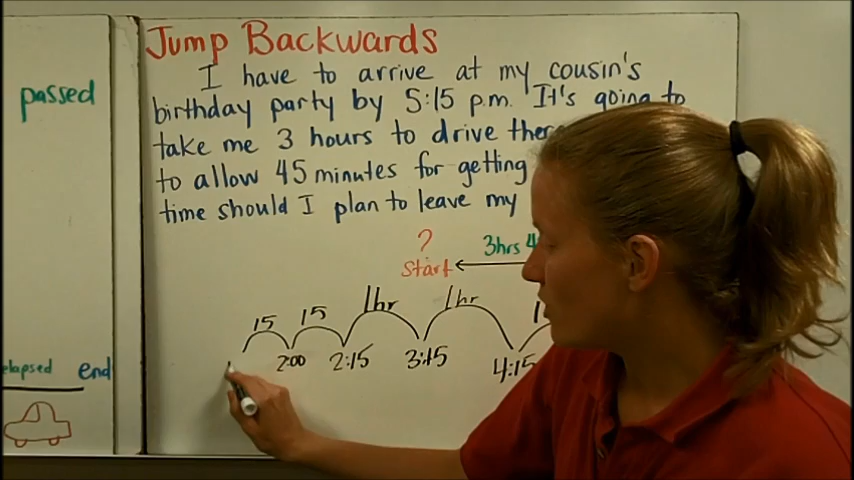 Jump Backwards
passed
I have to arrive at my cousin's
birthday party by 5:15 p.m. It's going to
take me 3 hours to drive
to allow 45 minutes for getting
time should I plan to leave my
?
3hrs
start
15 15 1hr 1hr
2:00 2:15 3:15 4:15
elapsed end